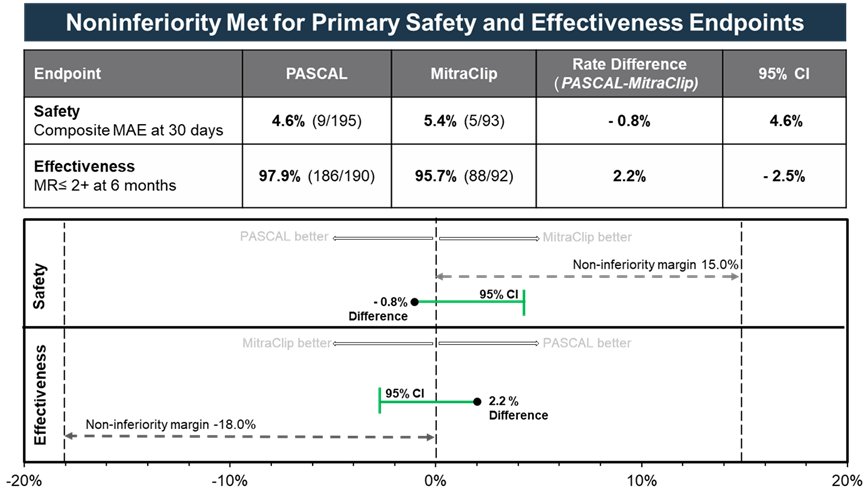 Noninferiority Met for Primary Safety and Effectiveness Endpoints
Endpoint PASCAL MitraClip Rate Difference (PASCAL-MitraClip) 95% CI
Safety
Composite MAE at 30 days
4.6% (9/195) 5.4% (5/93) - 0.8% 4.6%
Effectiveness
MR≤ 2+ at 6 months
97.9% (186/190) 95.7% (88/92) 2.2% - 2.5%
Safety
PASCAL better MitraClip better
Non-inferiority margin 15.0%
- 0.8%
Difference
95% CI
Effectiveness
MitraClip better PASCAL better
95% CI
2.2 %
Difference
Non-inferiority margin -18.0%
-20% -10% 0% 10% 20%